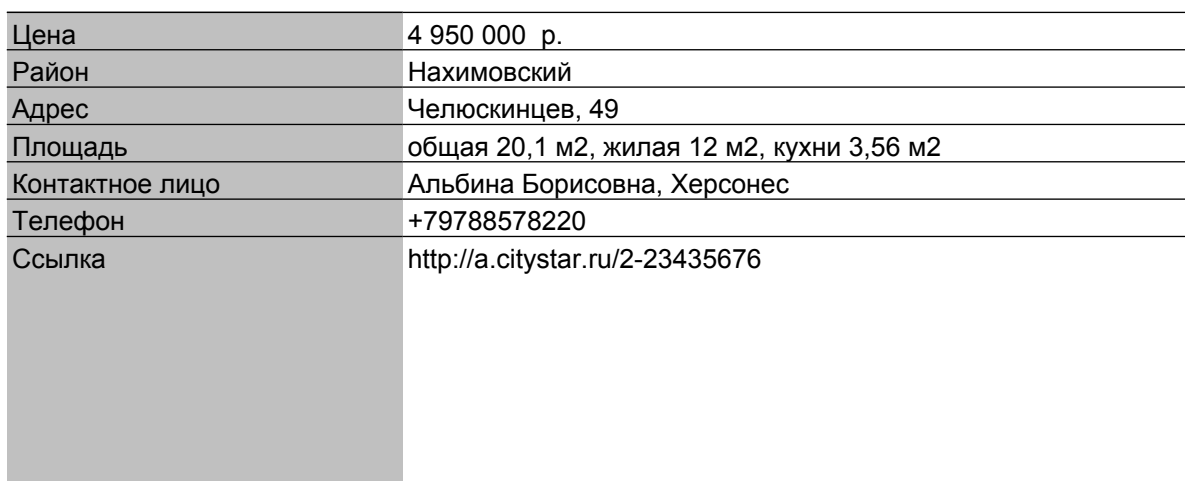 Цена 4 950 000 р.
Район Нахимовский
Адрес Челюскинцев, 49
Площадь общая 20,1 м2, жилая 12 м2, кухни 3,56 м2
Контактное лицо Альбина Борисовна, Херсонес
Телефон +79788578220
Ссылка http://a.citystar.ru/2-23435676